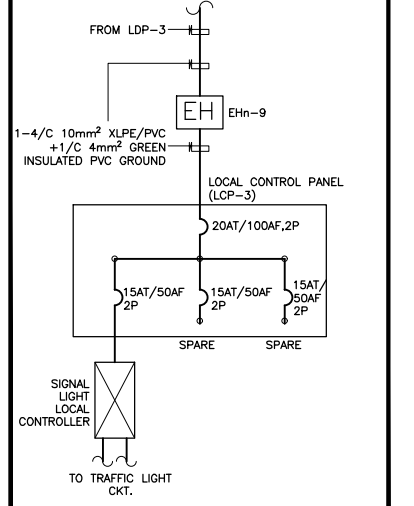 FROM LDP-3
EH
EHn-9
1-4/C 10mm² XLPE/PVC
+1/C 4mm² GREEN
INSULATED PVC GROUND
LOCAL CONTROL PANEL
(LCP-3)
20AT/100AF,2P
15AT/50AF
2P
15AT/50AF
2P
15AT/
50AF
2P
SPARE
SPARE
SIGNAL
LIGHT
LOCAL
CONTROLLER
TO TRAFFIC LIGHT
CKT.